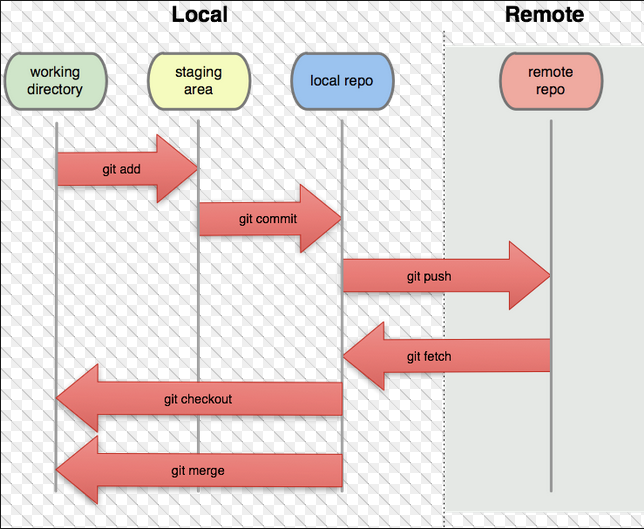 Local
Remote
working
directory
staging
area
local repo
remote
repo
git add
git commit
git push
git fetch
git checkout
git merge